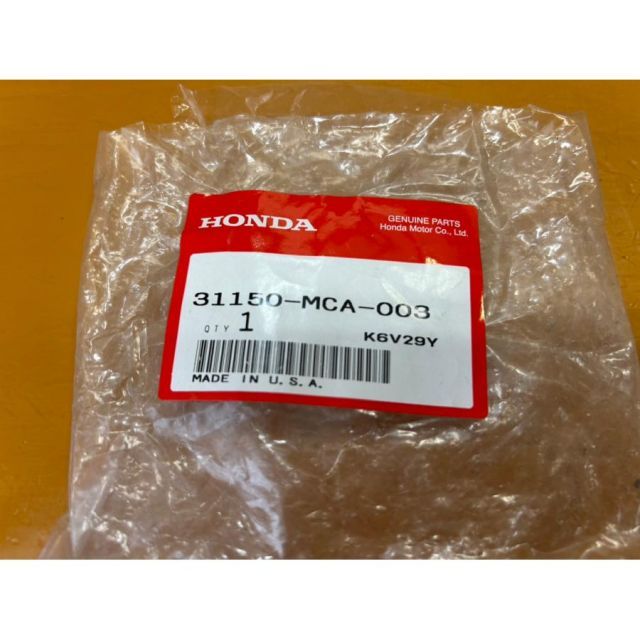 HONDA
GENUINE PARTS
Honda Motor Co., Ltd.
31150-MCA-003
QTY 1
K6V29Y
MADE IN U.S.A.